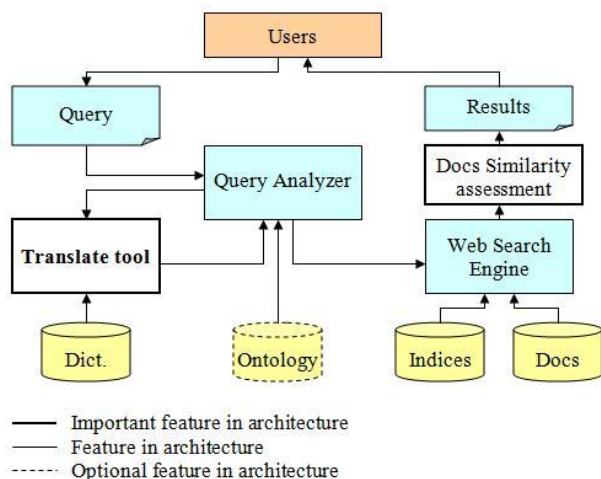 Users
Query
Results
Query Analyzer
Docs Similarity
assessment
Translate tool
Web Search
Engine
Dict.
Ontology
Indices
Docs
Important feature in architecture
Feature in architecture
Optional feature in architecture